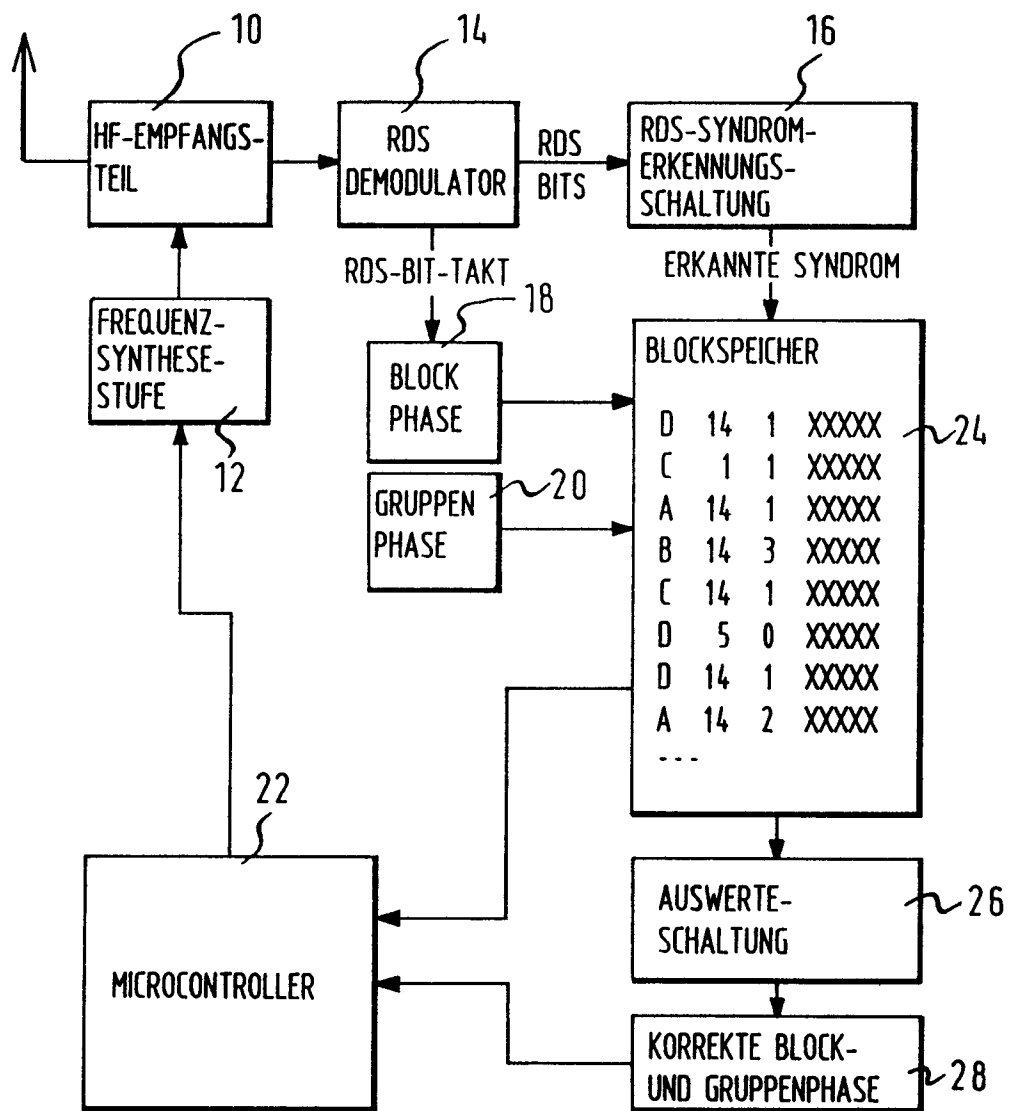 10
14
16
HF-EMPFANGS-
TEIL
RDS
DEMODULATOR
RDS
BITS
RDS-SYNDROM-
ERKENNUNGS-
SCHALTUNG
RDS-BIT-TAKT
ERKANNTE SYNDROM
18
FREQUENZ-
SYNTHESE-
STUFE
12
BLOCK
PHASE
20
GRUPPEN
PHASE
BLOCKSPEICHER
D 14 1 XXXXX
C 1 1 XXXXX
A 14 1 XXXXX
B 14 3 XXXXX
C 14 1 XXXXX
D 5 0 XXXXX
D 14 1 XXXXX
A 14 2 XXXXX
---
24
22
MICROCONTROLLER
AUSWERTE-
SCHALTUNG
26
KORREKTE BLOCK-
UND GRUPPENPHASE
28